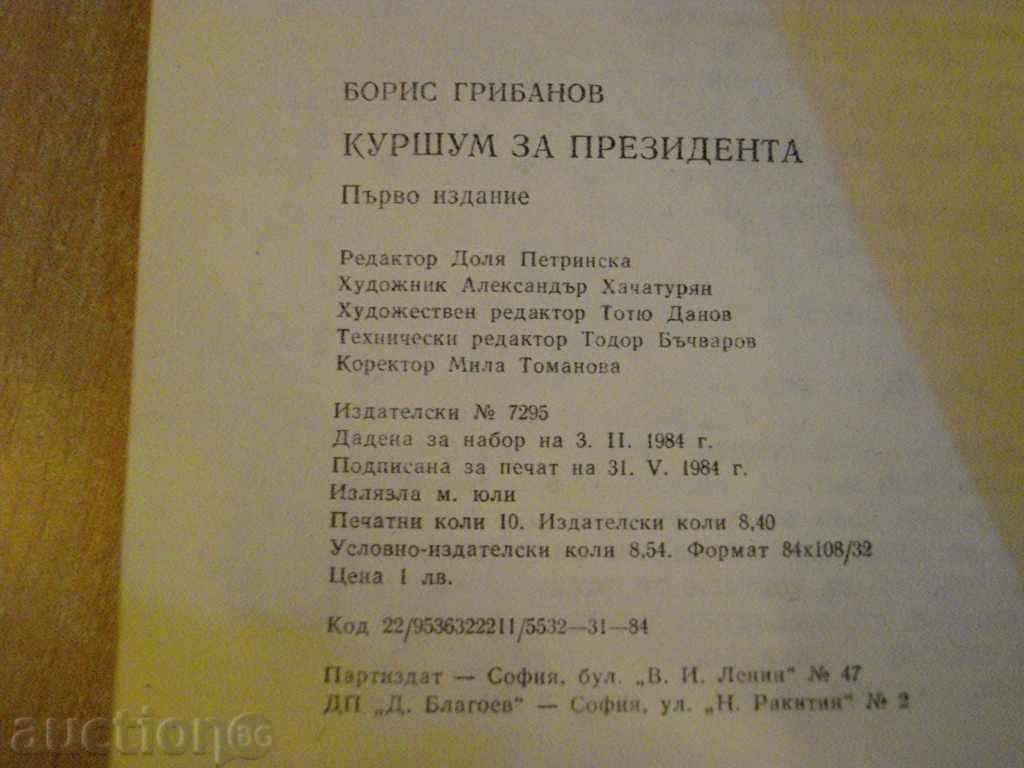 БОРИС ГРИБАНОВ
КУРШУМ ЗА ПРЕЗИДЕНТА
Първо издание
Редактор Доля Петринска
Художник Александър Хачатурян
Художествен редактор Тотю Данов
Технически редактор Тодор Бъчваров
Коректор Мила Томанова
Издателски № 7295
Дадена за набор на 3. II. 1984 г.
Подписана за печат на 31. V. 1984 г.
Излязла м. юли
Печатни коли 10. Издателски коли 8,40
Условно-издателски коли 8,54. Формат 84x108/32
Цена 1 лв.
Код 22/9536322211/5532—31—84
Партиздат — София, бул. „В. И. Ленин" № 47
ДП „Д. Благоев" — София, ул. „Н. Ракитин" № 2
auctionBG